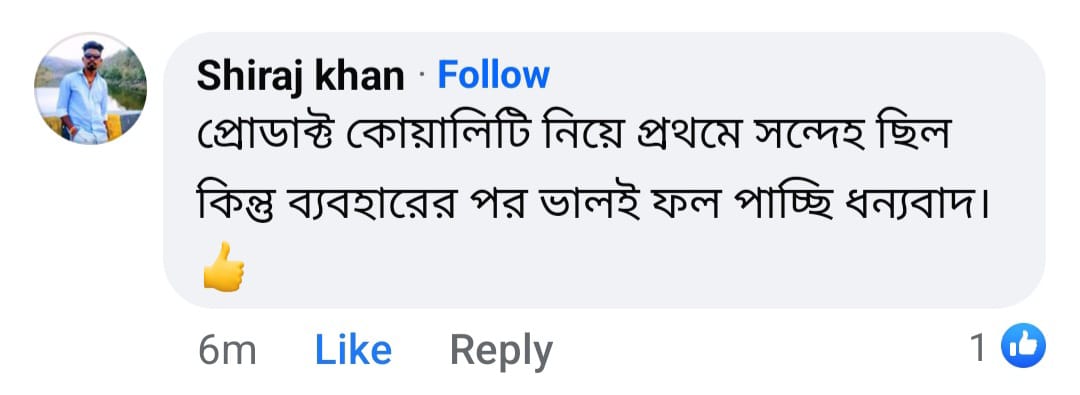 Shiraj khan · Follow
প্রোডাক্ট কোয়ালিটি নিয়ে প্রথমে সন্দেহ ছিল
কিন্তু ব্যবহারের পর ভালই ফল পাচ্ছি ধন্যবাদ।
👍
6m Like Reply 1